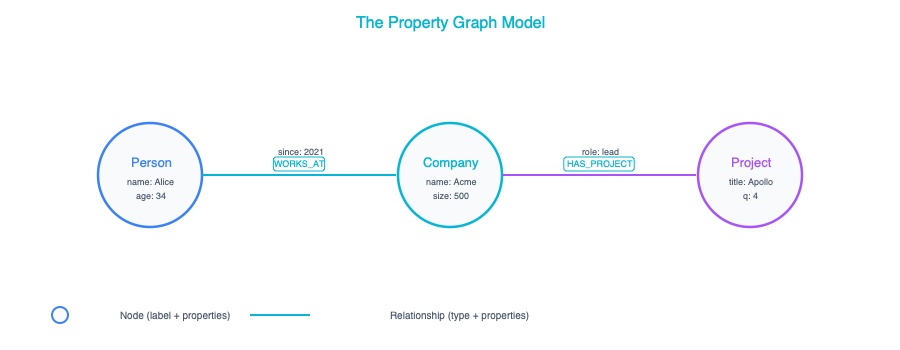 The Property Graph Model
since: 2021
WORKS_AT
role: lead
HAS_PROJECT
Person
name: Alice
age: 34
Company
name: Acme
size: 500
Project
title: Apollo
q: 4
Node (label + properties)
Relationship (type + properties)